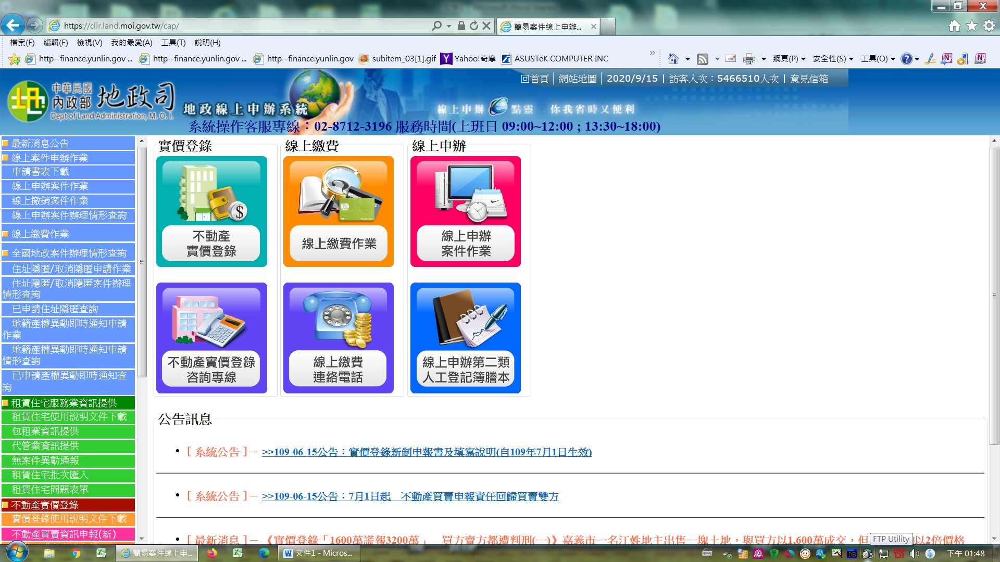 https://clir.land.moi.gov.tw/cap/
簡易案件線上申辦...
檔案(F) 編輯(E) 檢視(V) 我的最愛(A) 工具(T) 說明(H)
http--finance.yunlin.gov ... http--finance.yunlin.gov ... http--finance.yunlin.gov subitem_03[1].gif Yahoo!奇摩 ASUSTeK COMPUTER INC
網頁(P) 安全性(S) 工具(O)
回首頁 網站地圖 2020/9/15 | 訪客人次：5466510人次 | 意見信箱
中華民國
內政部 地政司
Dept of Land Administration, M. O. I.
地政線上申辦系統
線上申辦 點靈 你我省時又便利
系統操作客服專線：02-8712-3196 服務時間(上班日 09:00~12:00 ; 13:30~18:00)
最新消息公告
線上案件申辦作業
申請書表下載
線上申辦案件作業
線上撤銷案件作業
線上申辦案件辦理情形查詢
線上繳費作業
全國地政案件辦理情形查詢
住址隱匿/取消隱匿申請作業
住址隱匿/取消隱匿案件辦理
情形查詢
已申請住址隱匿查詢
地籍產權異動即時通知申請
作業
地籍產權異動即時通知申請
情形查詢
已申請產權異動即時通知查
詢
租賃住宅服務業資訊提供
租賃住宅使用說明文件下載
包租業資訊提供
代管業資訊提供
無案件異動通報
租賃住宅批次匯入
租賃住宅問題表單
不動產實價登錄
實價登錄使用說明文件下載
不動產買賣資訊申報(新)
實價登錄
不動產
實價登錄
不動產實價登錄
咨詢專線
線上繳費
Credit Card
線上繳費作業
線上繳費
連絡電話
線上申辦
線上申辦
案件作業
線上申辦第二類
人工登記簿謄本
公告訊息
[ 系統公告 ]－ >>109-06-15公告：實價登錄新制申報書及填寫說明(自109年7月1日生效)
[ 系統公告 ]－ >>109-06-15公告：7月1日起　不動產買賣申報責任回歸買賣雙方
[ 最新消息 ]－ 《實價登錄「1600萬謊報3200萬」　買方賣方都遭判刑(一)》嘉義市一名江姓地主出售一塊土地，與買方以1,600萬成交，但 以2倍價格
FTP Utility
簡易案件線上申... 文件1 - Micros...
下午 01:48